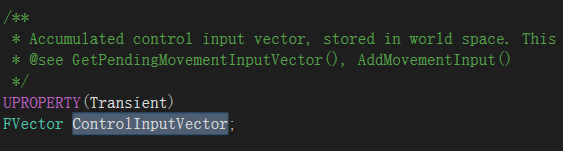 /**
* Accumulated control input vector, stored in world space. This
* @see GetPendingMovementInputVector(), AddMovementInput()
*/
UPROPERTY(Transient)
FVector ControlInputVector;